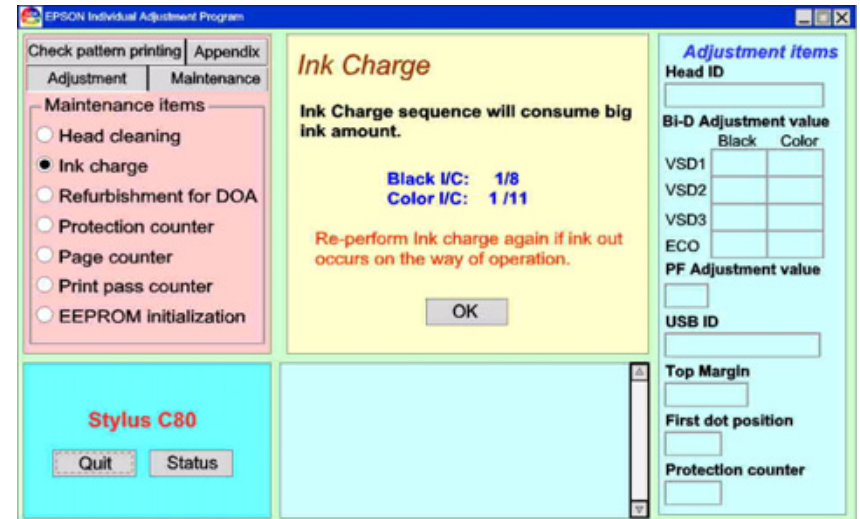 EPSON Individual Adjustment Program
Check pattern printing Appendix
Adjustment Maintenance
Maintenance items
Head cleaning
Ink charge
Refurbishment for DOA
Protection counter
Page counter
Print pass counter
EEPROM initialization
Ink Charge
Ink Charge sequence will consume big
ink amount.
Black I/C: 1/8
Color I/C: 1 /11
Re-perform Ink charge again if ink out
occurs on the way of operation.
OK
Adjustment items
Head ID
Bi-D Adjustment value
Black Color
VSD1
VSD2
VSD3
ECO
PF Adjustment value
USB ID
Top Margin
First dot position
Protection counter
Stylus C80
Quit Status